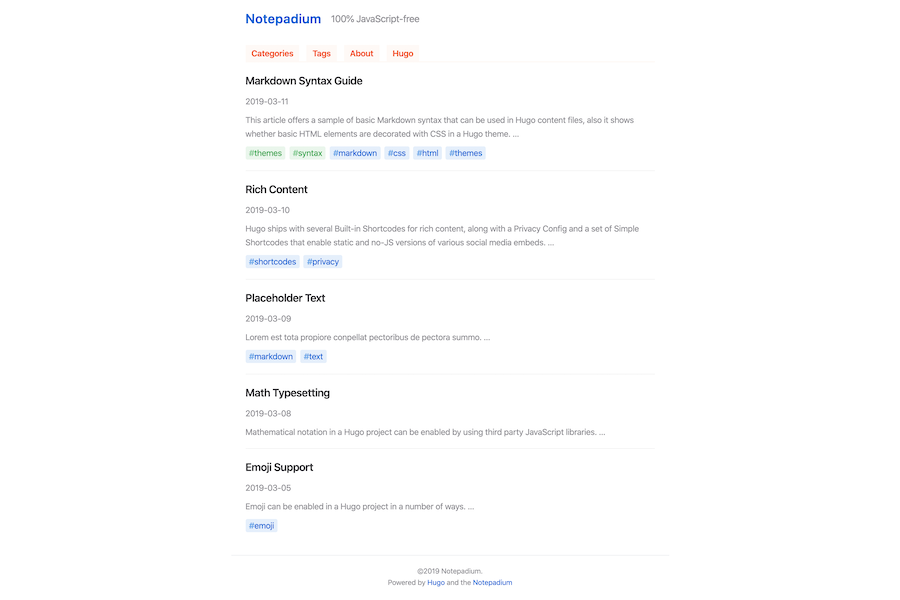 Notepadium 100% JavaScript-free
Categories Tags About Hugo
Markdown Syntax Guide
2019-03-11
This article offers a sample of basic Markdown syntax that can be used in Hugo content files, also it shows
whether basic HTML elements are decorated with CSS in a Hugo theme. ...
#themes #syntax #markdown #css #html #themes
Rich Content
2019-03-10
Hugo ships with several Built-in Shortcodes for rich content, along with a Privacy Config and a set of Simple
Shortcodes that enable static and no-JS versions of various social media embeds. ...
#shortcodes #privacy
Placeholder Text
2019-03-09
Lorem est tota propiore conpellat pectoribus de pectora summo. ...
#markdown #text
Math Typesetting
2019-03-08
Mathematical notation in a Hugo project can be enabled by using third party JavaScript libraries. ...
Emoji Support
2019-03-05
Emoji can be enabled in a Hugo project in a number of ways. ...
#emoji
©2019 Notepadium.
Powered by Hugo and the Notepadium